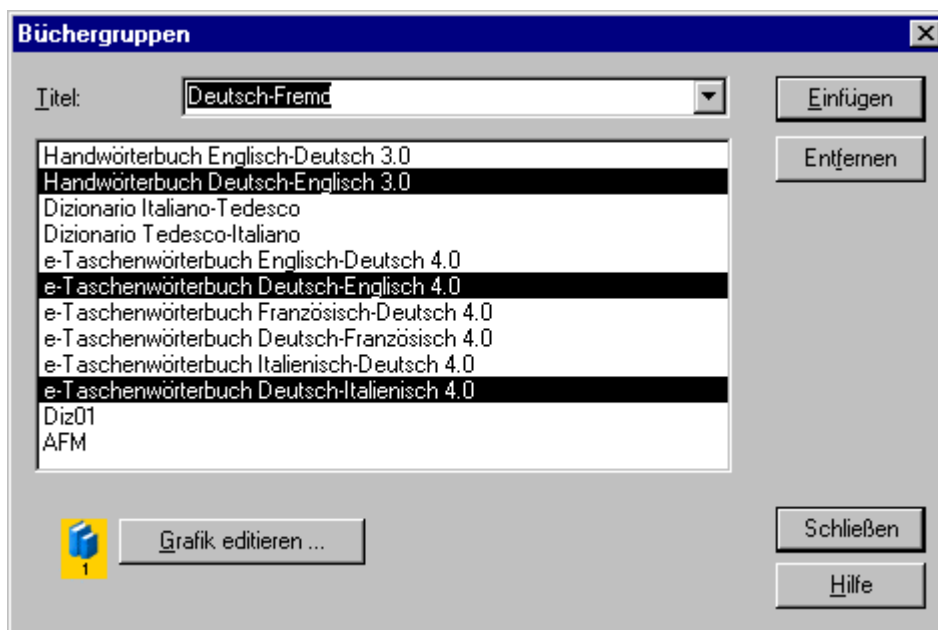 Büchergruppen
Titel:
Deutsch-Fremd
Einfügen
Entfernen
Handwörterbuch Englisch-Deutsch 3.0
Handwörterbuch Deutsch-Englisch 3.0
Dizionario Italiano-Tedesco
Dizionario Tedesco-Italiano
e-Taschenwörterbuch Englisch-Deutsch 4.0
e-Taschenwörterbuch Deutsch-Englisch 4.0
e-Taschenwörterbuch Französisch-Deutsch 4.0
e-Taschenwörterbuch Deutsch-Französisch 4.0
e-Taschenwörterbuch Italienisch-Deutsch 4.0
e-Taschenwörterbuch Deutsch-Italienisch 4.0
Diz01
AFM
1
Grafik editieren ...
Schließen
Hilfe